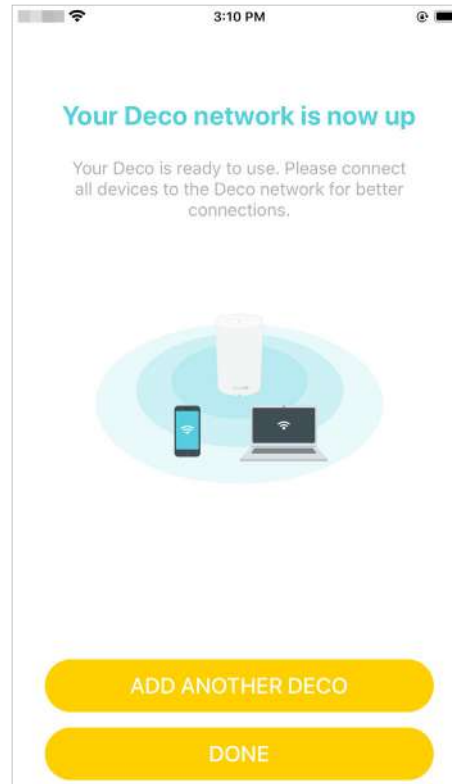 3:10 PM
Your Deco network is now up
Your Deco is ready to use. Please connect
all devices to the Deco network for better
connections.
ADD ANOTHER DECO
DONE